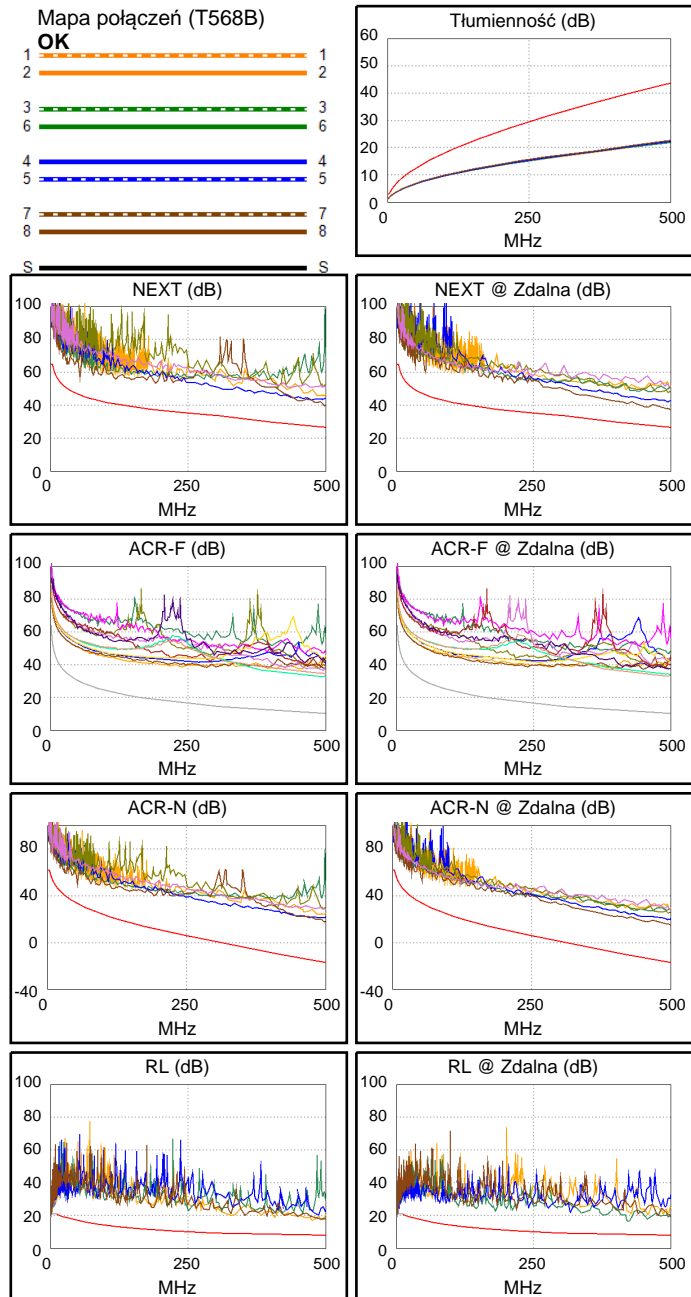 Mapa połączeń (T568B)
OK
1 1
2 2
3 3
6 6
4 4
5 5
7 7
8 8
S S
Tłumienność (dB)
60
50
40
30
20
10
0
250 500
MHz
NEXT (dB)
100
80
60
40
20
0
0 250 500
MHz
NEXT @ Zdalna (dB)
100
80
60
40
20
0
0 250 500
MHz
ACR-F (dB)
100
80
60
40
20
0
0 250 500
MHz
ACR-F @ Zdalna (dB)
100
80
60
40
20
0
0 250 500
MHz
ACR-N (dB)
80
40
0
-40
0 250 500
MHz
ACR-N @ Zdalna (dB)
80
40
0
-40
0 250 500
MHz
RL (dB)
100
80
60
40
20
0
0 250 500
MHz
RL @ Zdalna (dB)
100
80
60
40
20
0
0 250 500
MHz